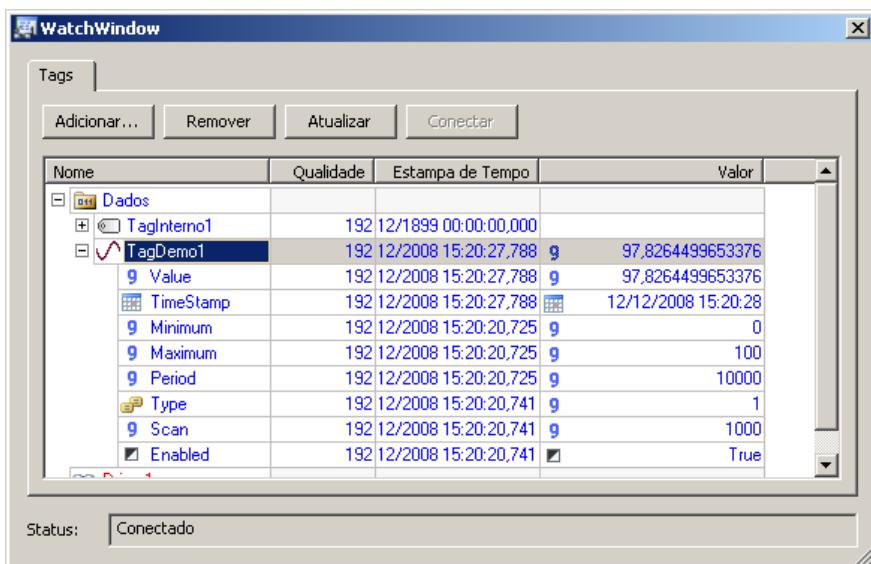 WatchWindow
Tags
Adicionar... Remover Atualizar Conectar
Nome Qualidade Estampa de Tempo Valor
Dados
TagInterno1 192 12/1899 00:00:00,000
TagDemo1 192 12/2008 15:20:27,788 97,8264499653376
Value 192 12/2008 15:20:27,788 97,8264499653376
TimeStamp 192 12/2008 15:20:27,788 12/12/2008 15:20:28
Minimum 192 12/2008 15:20:20,725 0
Maximum 192 12/2008 15:20:20,725 100
Period 192 12/2008 15:20:20,725 10000
Type 192 12/2008 15:20:20,741 1
Scan 192 12/2008 15:20:20,741 1000
Enabled 192 12/2008 15:20:20,741 True
Status: Conectado